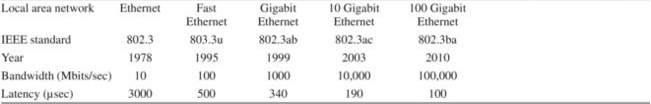 Local area network Ethernet Fast Ethernet Gigabit Ethernet 10 Gigabit Ethernet 100 Gigabit Ethernet
IEEE standard 802.3 803.3u 802.3ab 802.3ac 802.3ba
Year 1978 1995 1999 2003 2010
Bandwidth (Mbits/sec) 10 100 1000 10,000 100,000
Latency (μsec) 3000 500 340 190 100